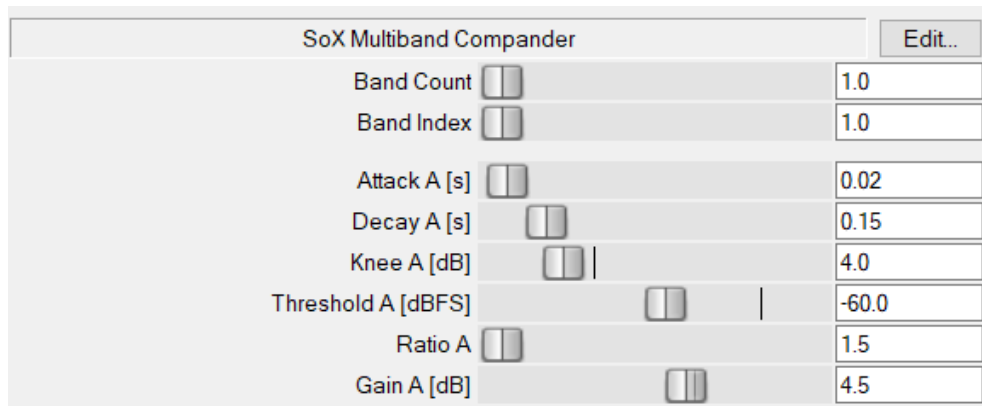 SoX Multiband Compander Edit...
Band Count 1.0
Band Index 1.0
Attack A [s] 0.02
Decay A [s] 0.15
Knee A [dB] 4.0
Threshold A [dBFS] -60.0
Ratio A 1.5
Gain A [dB] 4.5